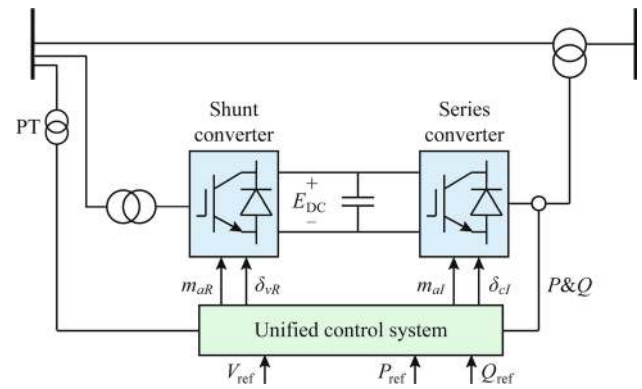 Shunt
converter
Series
converter
PT
+
E_DC
−
m_aR
δ_vR
m_aI
δ_cI
P&Q
Unified control system
V_ref
P_ref
Q_ref